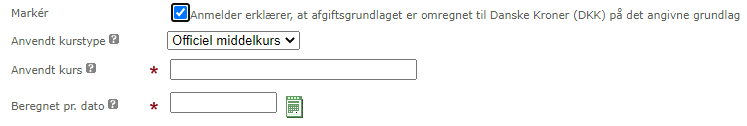 Markér
Anmelder erklærer, at afgiftsgrundlaget er omregnet til Danske Kroner (DKK) på det angivne grundlag
Anvendt kurstype ?
Officiel middelkurs
Anvendt kurs ? *
Beregnet pr. dato ? *